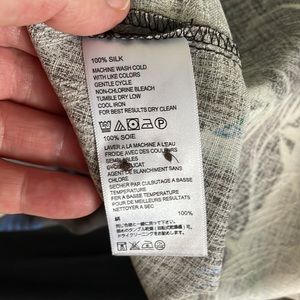 100% SILK
MACHINE WASH COLD
WITH LIKE COLORS
GENTLE CYCLE
NON-CHLORINE BLEACH
TUMBLE DRY LOW
COOL IRON
FOR BEST RESULTS DRY CLEAN
100% SOIE
LAVER A LA MACHINE A L'EAU
FROIDE AVEC DES COULEURS
SEMBLABLES
DELICAT
AGENT DE BLANCHIMENT SANS
CHLORE
SECHER PAR CULBUTAGE A BASSE
TEMPERATURE
FER A BASSE TEMPERATURE
POUR DE MEILLEURS RESULTATS
NETTOYER A SEC
絹 100%